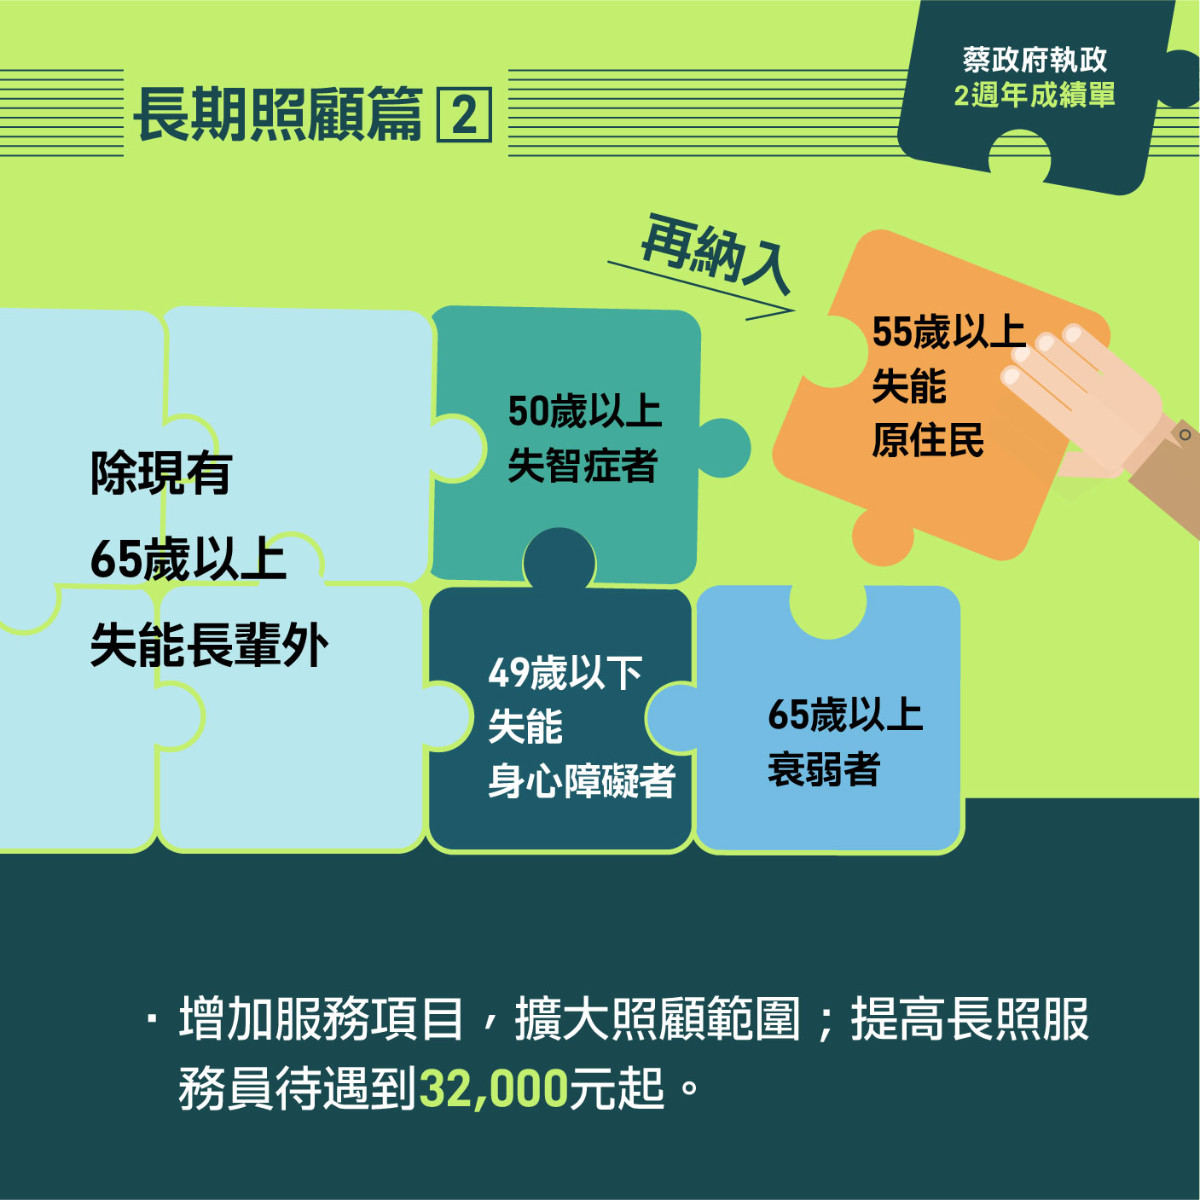 蔡政府執政
2週年成績單
長期照顧篇 2
再納入
55歲以上
失能
原住民
50歲以上
失智症者
除現有
65歲以上
失能長輩外
49歲以下
失能
身心障礙者
65歲以上
衰弱者
·增加服務項目，擴大照顧範圍；提高長照服
務員待遇到32,000元起。